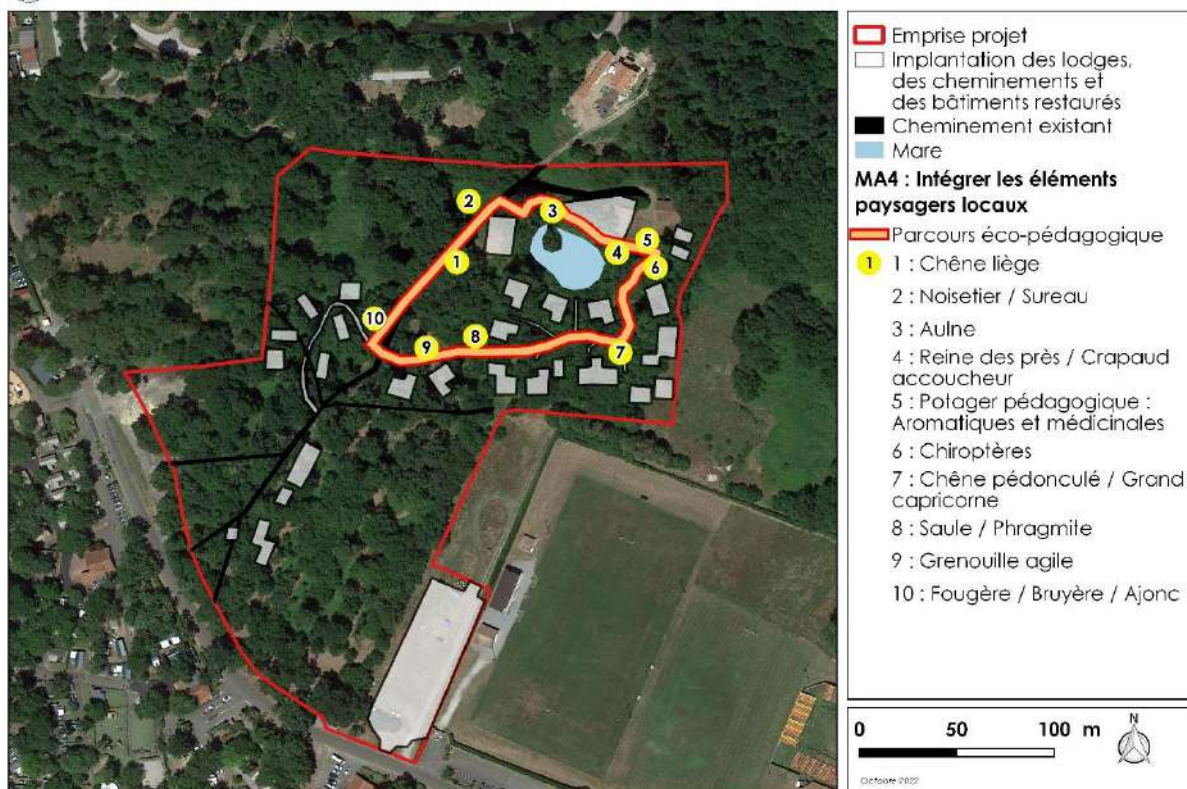 2
3
5
4
1
6
10
8
9
7
Emprise projet
Implantation des lodges,
des cheminements et
des bâtiments restaurés
Cheminement existant
Mare
MA4 : Intégrer les éléments
paysagers locaux
Parcours éco-pédagogique
1 1 : Chêne liège
2 : Noisetier / Sureau
3 : Aulne
4 : Reine des près / Crapaud
accoucheur
5 : Potager pédagogique :
Aromatiques et médicinales
6 : Chiroptères
7 : Chêne pédonculé / Grand
capricorne
8 : Saule / Phragmite
9 : Grenouille agile
10 : Fougère / Bruyère / Ajonc
0 50 100 m
N
Octobre 2022